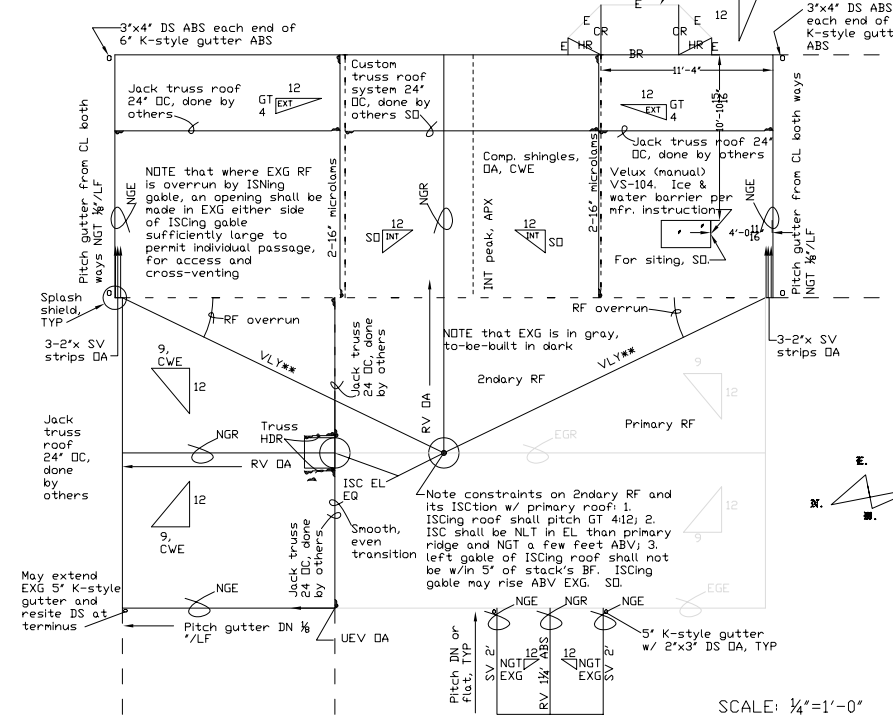 3"x4" DS ABS each end of
6" K-style gutter ABS
E
E
CR
CR
E
HR
HR
E
BR
12
3"x4" DS ABS
each end of
K-style gutt
ABS
11'-4"
Jack truss roof
24" OC, done by
others
12
GT
4
EXT
Custom
truss roof
system 24"
OC, done by
others SO
12
EXT
GT
4
10'-10
Jack truss roof 24"
OC, done by
others
Pitch gutter from CL both
ways NGT ⅛"/LF
NGE
NOTE that where EXG RF
is overrun by ISNing
gable, an opening shall be
made in EXG either side
of ISCing gable
sufficiently large to
permit individual passage,
for access and
cross-venting
2-16" microlams
NGR
12
SO
INT
INT peak, APX
Comp. shingles,
OA, CWE
12
INT
SO
2-16" microlams
Velux (manual)
VS-104. Ice &
water barrier per
mfr. instruction
4'-0
For siting, SO.
NGE
Pitch gutter from CL both ways
NGT ⅛"/LF
Splash
shield,
TYP
RF overrun
RF overrun
3-2"x SV
strips OA
3-2"x SV
strips OA
NOTE that EXG is in gray,
to-be-built in dark
VLY**
VLY**
9,
CWE
12
Jack truss
24 OC, done
by others
2ndary RF
9
12
RV OA
Primary RF
Jack
truss
roof
24" OC,
done
by
others
NGR
Truss
HDR
EGR
RV OA
ISC EL
EQ
12
9,
CWE
Smooth,
even
transition
Jack truss
24 OC, done
by others
Note constraints on 2ndary RF and
its ISCtion w/ primary roof: 1.
ISCing roof shall pitch GT 4:12; 2.
ISC shall be NLT in EL than primary
ridge and NGT a few feet ABV; 3.
left gable of ISCing roof shall not
be w/in 5" of stack's BF. ISCing
gable may rise ABV EXG. SO.
12
9
E.
N.
May extend
EXG 5" K-style
gutter and
resite DS at
terminus
NGE
EGE
Pitch gutter DN ⅛
"/LF
UEV OA
NGE
NGR
NGE
5" K-style gutter
w/ 2"x3" DS OA, TYP
Pitch DN or
flat, TYP
SV 2'
NGT
EXG
12
RV 1¼' ABS
12
NGT
EXG
SV 2'
SCALE: ¼"=1'-0"